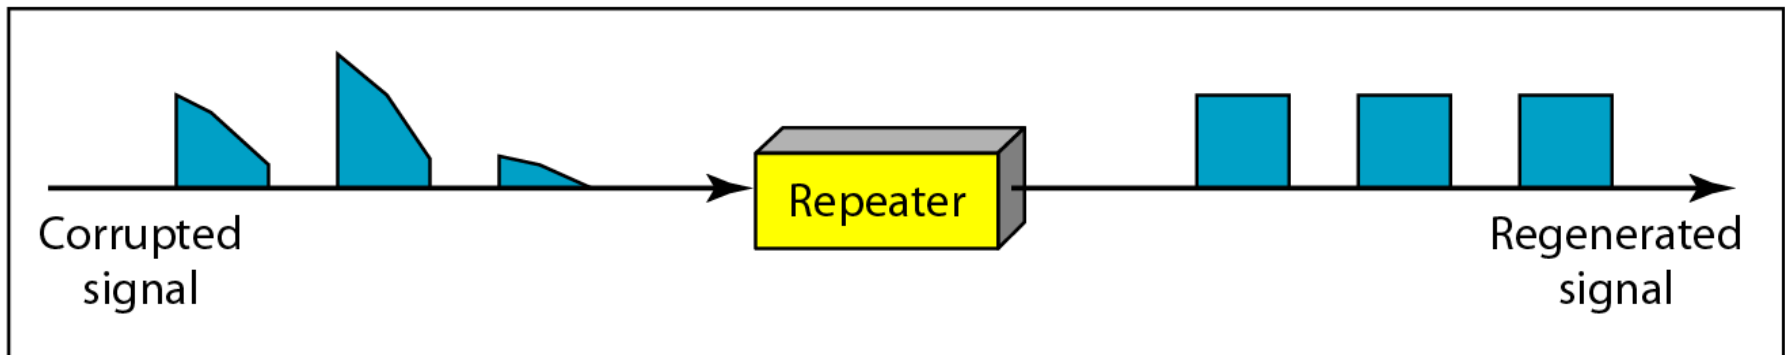 Repeater
Corrupted
signal
Regenerated
signal